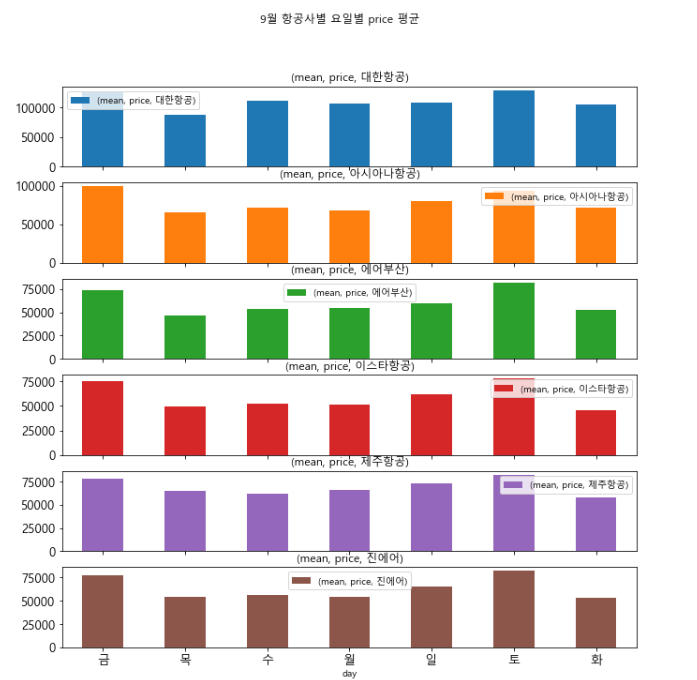 9월 항공사별 요일별 price 평균
(mean, price, 대한항공)
(mean, price, 대한항공)
100000
50000
0
(mean, price, 아시아나항공)
(mean, price, 아시아나항공)
100000
50000
0
(mean, price, 에어부산)
(mean, price, 에어부산)
75000
50000
25000
0
(mean, price, 이스타항공)
(mean, price, 이스타항공)
75000
50000
25000
0
(mean, price, 제주항공)
(mean, price, 제주항공)
75000
50000
25000
0
(mean, price, 진에어)
(mean, price, 진에어)
75000
50000
25000
0
금 목 수 월 일 토 화
day